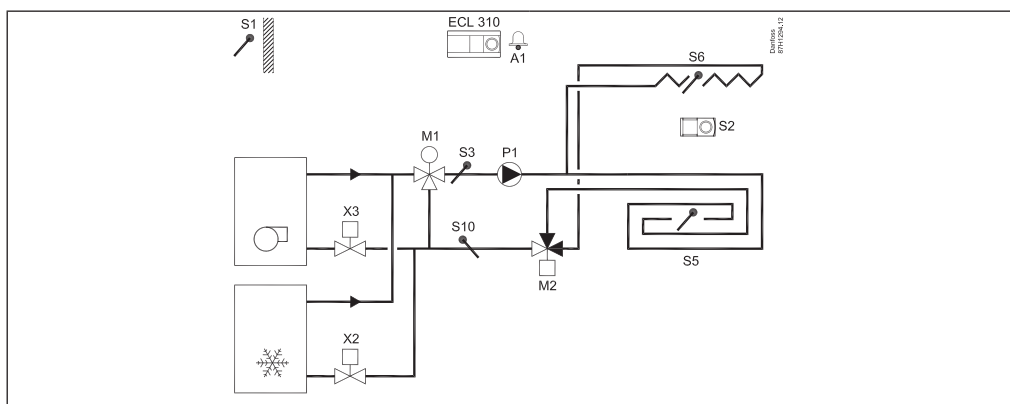 S1
ECL 310
A1
Danfoss
87H1294.12
S6
S2
M1
S3
P1
X3
S10
M2
S5
X2